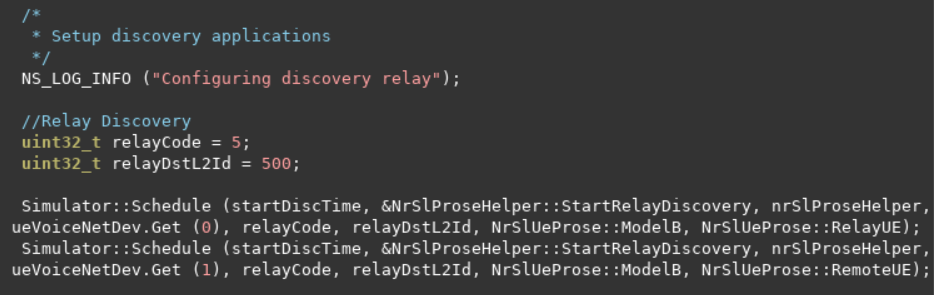 /*
 * Setup discovery applications
 */
NS_LOG_INFO ("Configuring discovery relay");

//Relay Discovery
uint32_t relayCode = 5;
uint32_t relayDstL2Id = 500;

Simulator::Schedule (startDiscTime, &NrSlProseHelper::StartRelayDiscovery, nrSlProseHelper,
ueVoiceNetDev.Get (0), relayCode, relayDstL2Id, NrSlUeProse::ModelB, NrSlUeProse::RelayUE);
Simulator::Schedule (startDiscTime, &NrSlProseHelper::StartRelayDiscovery, nrSlProseHelper,
ueVoiceNetDev.Get (1), relayCode, relayDstL2Id, NrSlUeProse::ModelB, NrSlUeProse::RemoteUE);